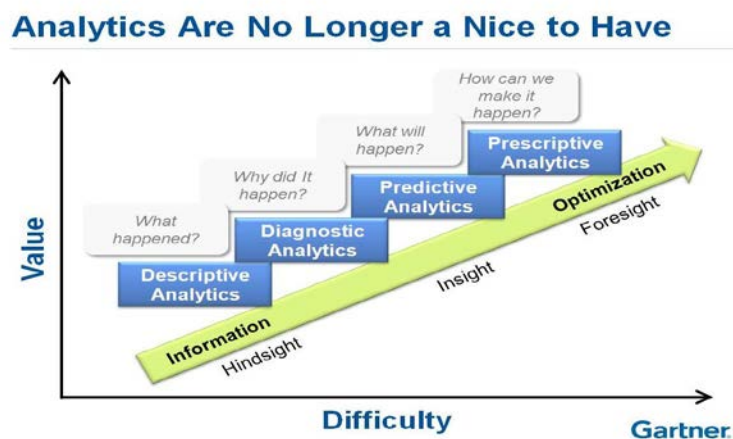 Analytics Are No Longer a Nice to Have
How can we
make it
happen?
What will
happen?
Prescriptive
Analytics
Why did It
happen?
Predictive
Analytics
Optimization
Foresight
What
happened?
Diagnostic
Analytics
Insight
Value
Descriptive
Analytics
Information
Hindsight
Difficulty
Gartner.